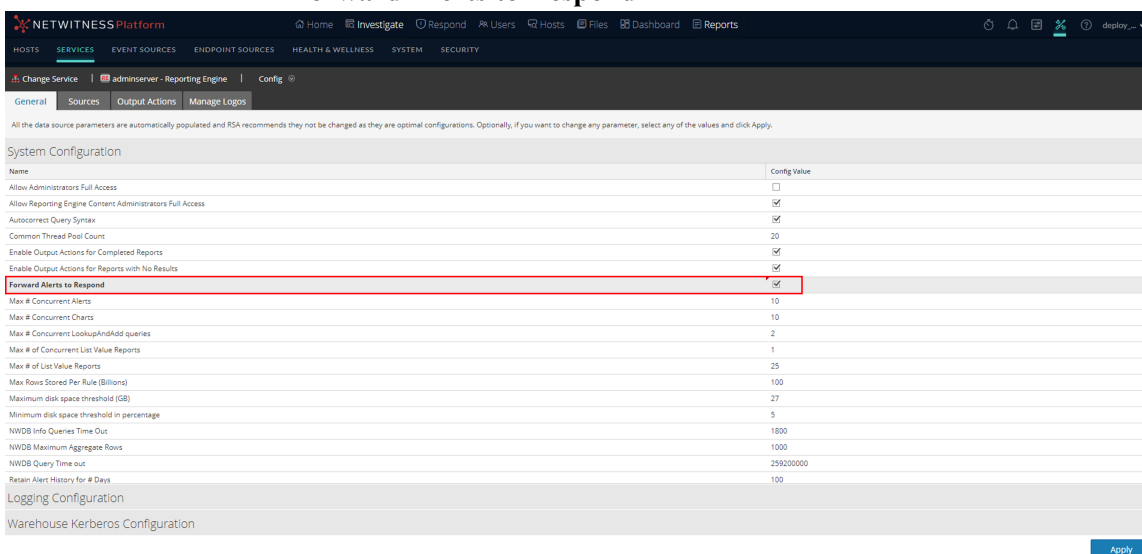 NETWITNESS Platform Home Investigate Respond Users Hosts Files Dashboard Reports deploy_...
HOSTS SERVICES EVENT SOURCES ENDPOINT SOURCES HEALTH & WELLNESS SYSTEM SECURITY
Change Service | RE adminserver - Reporting Engine | Config
General Sources Output Actions Manage Logos
All the data source parameters are automatically populated and RSA recommends they not be changed as they are optimal configurations. Optionally, if you want to change any parameter, select any of the values and click Apply.
System Configuration
Name Config Value
Allow Administrators Full Access
Allow Reporting Engine Content Administrators Full Access
Autocorrect Query Syntax
Common Thread Pool Count 20
Enable Output Actions for Completed Reports
Enable Output Actions for Reports with No Results
Forward Alerts to Respond
Max # Concurrent Alerts 10
Max # Concurrent Charts 10
Max # Concurrent LookupAndAdd queries 2
Max # of Concurrent List Value Reports 1
Max # of List Value Reports 25
Max Rows Stored Per Rule (Billions) 100
Maximum disk space threshold (GB) 27
Minimum disk space threshold in percentage 5
NWDB Info Queries Time Out 1800
NWDB Maximum Aggregate Rows 1000
NWDB Query Time out 259200000
Retain Alert History for # Days 100
Logging Configuration
Warehouse Kerberos Configuration
Apply